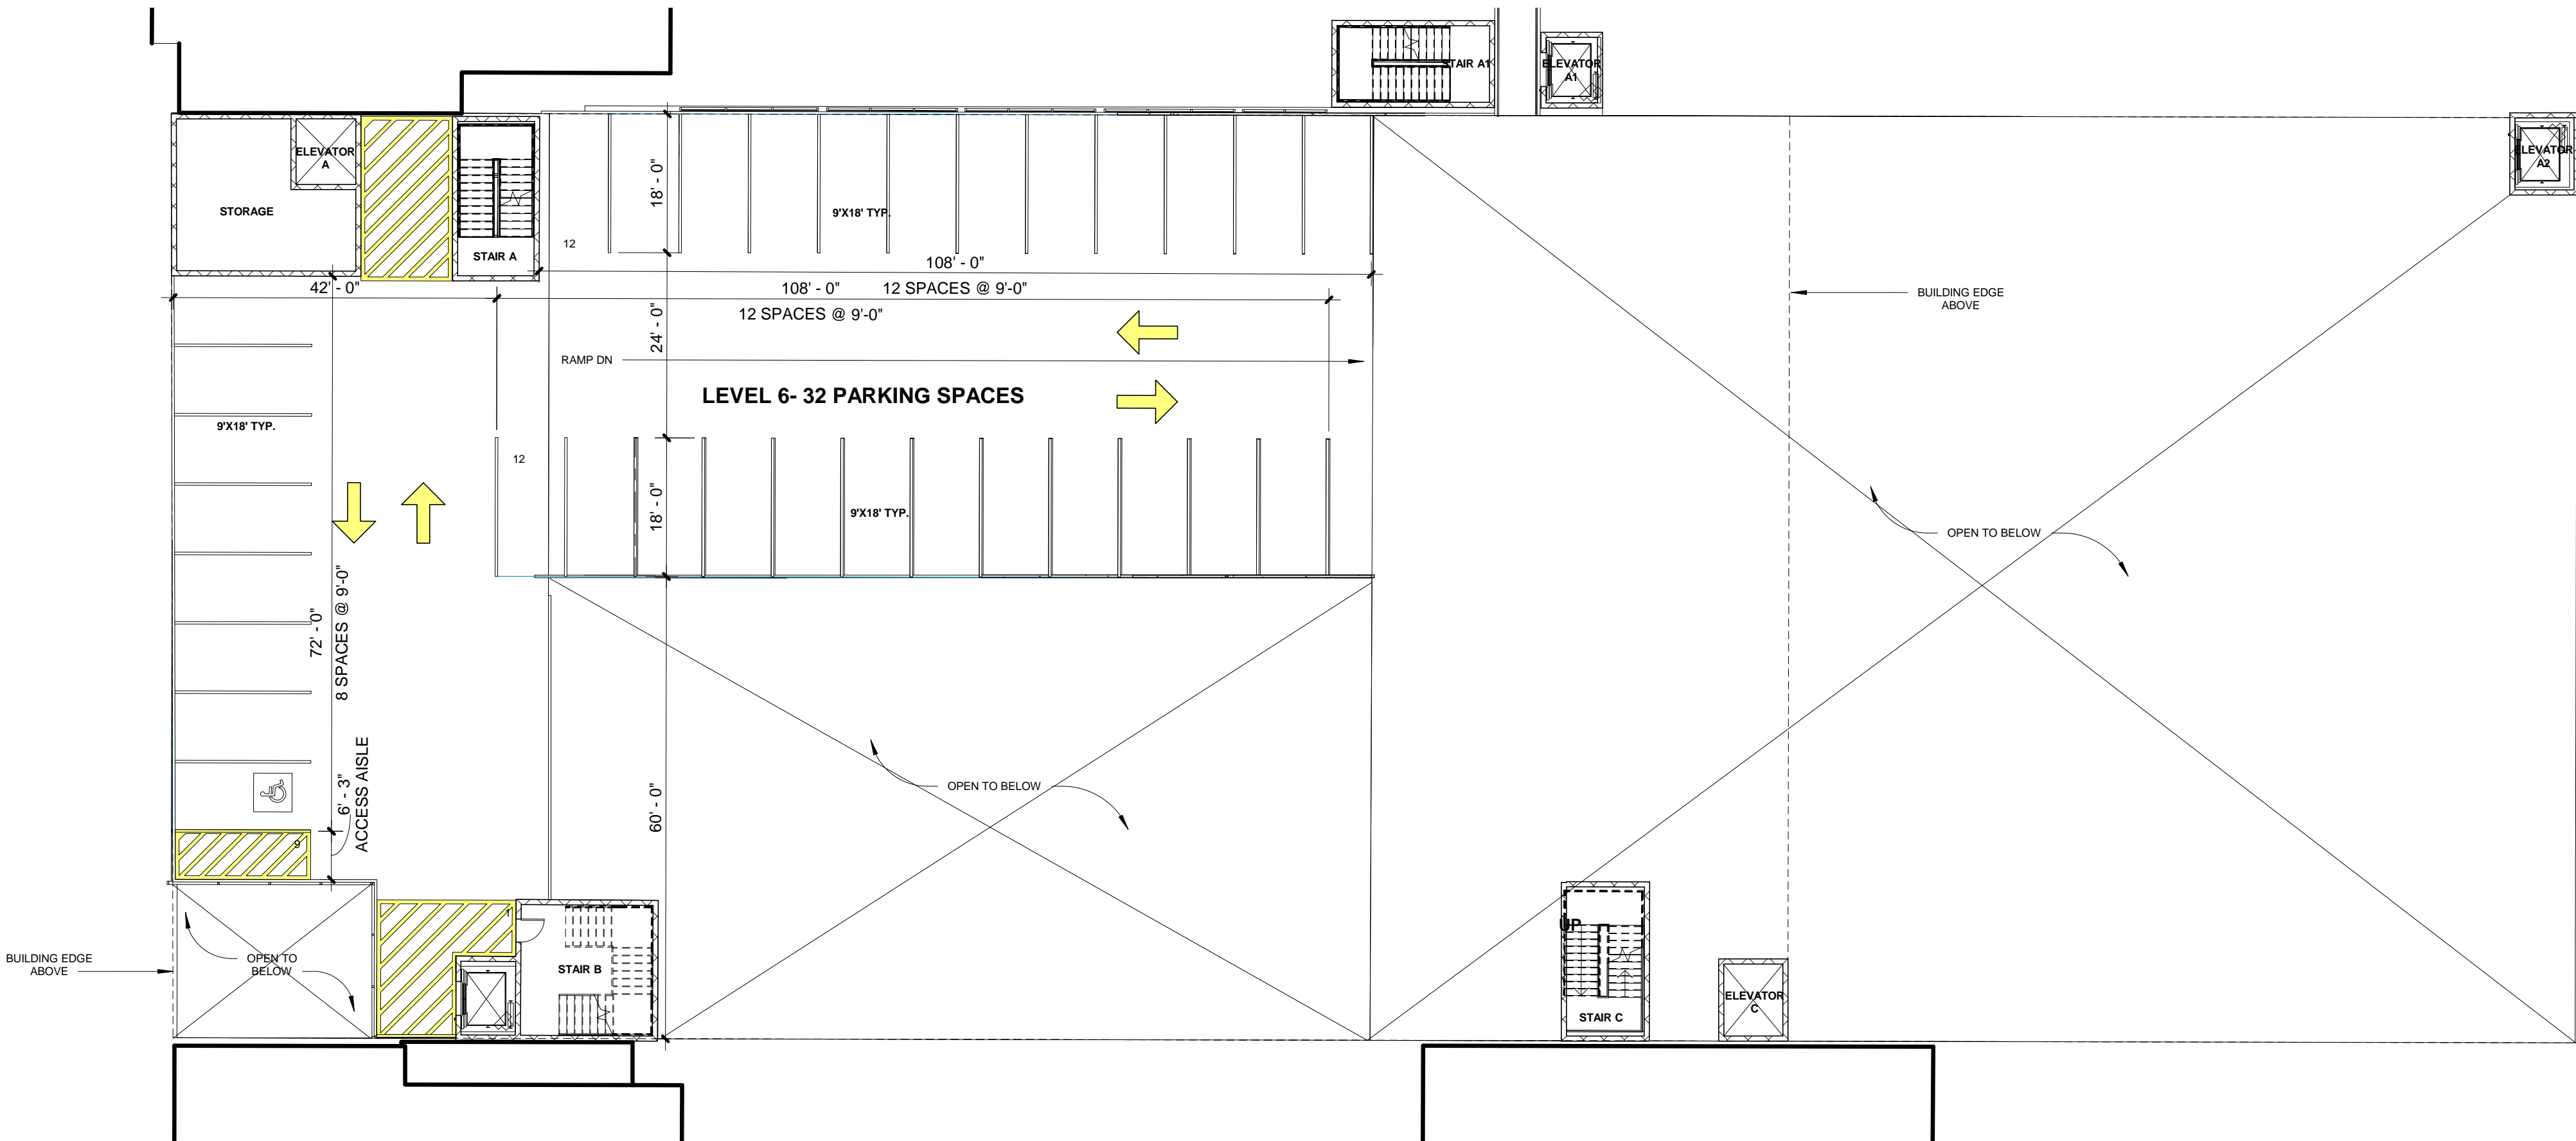 STAIR A1
ELEVATOR
A1
ELEVATOR
A
ELEVATOR
A2
STORAGE
STAIR A
18' - 0"
9'X18' TYP.
12
108' - 0"
42' - 0"
108' - 0"
12 SPACES @ 9'-0"
12 SPACES @ 9'-0"
24' - 0"
BUILDING EDGE
ABOVE
RAMP DN
LEVEL 6- 32 PARKING SPACES
9'X18' TYP.
12
18' - 0"
9'X18' TYP.
OPEN TO BELOW
72' - 0"
8 SPACES @ 9'-0"
6' - 3"
ACCESS AISLE
60' - 0"
OPEN TO BELOW
9
1
UP
BUILDING EDGE
ABOVE
OPEN TO
BELOW
STAIR B
STAIR C
ELEVATOR
C